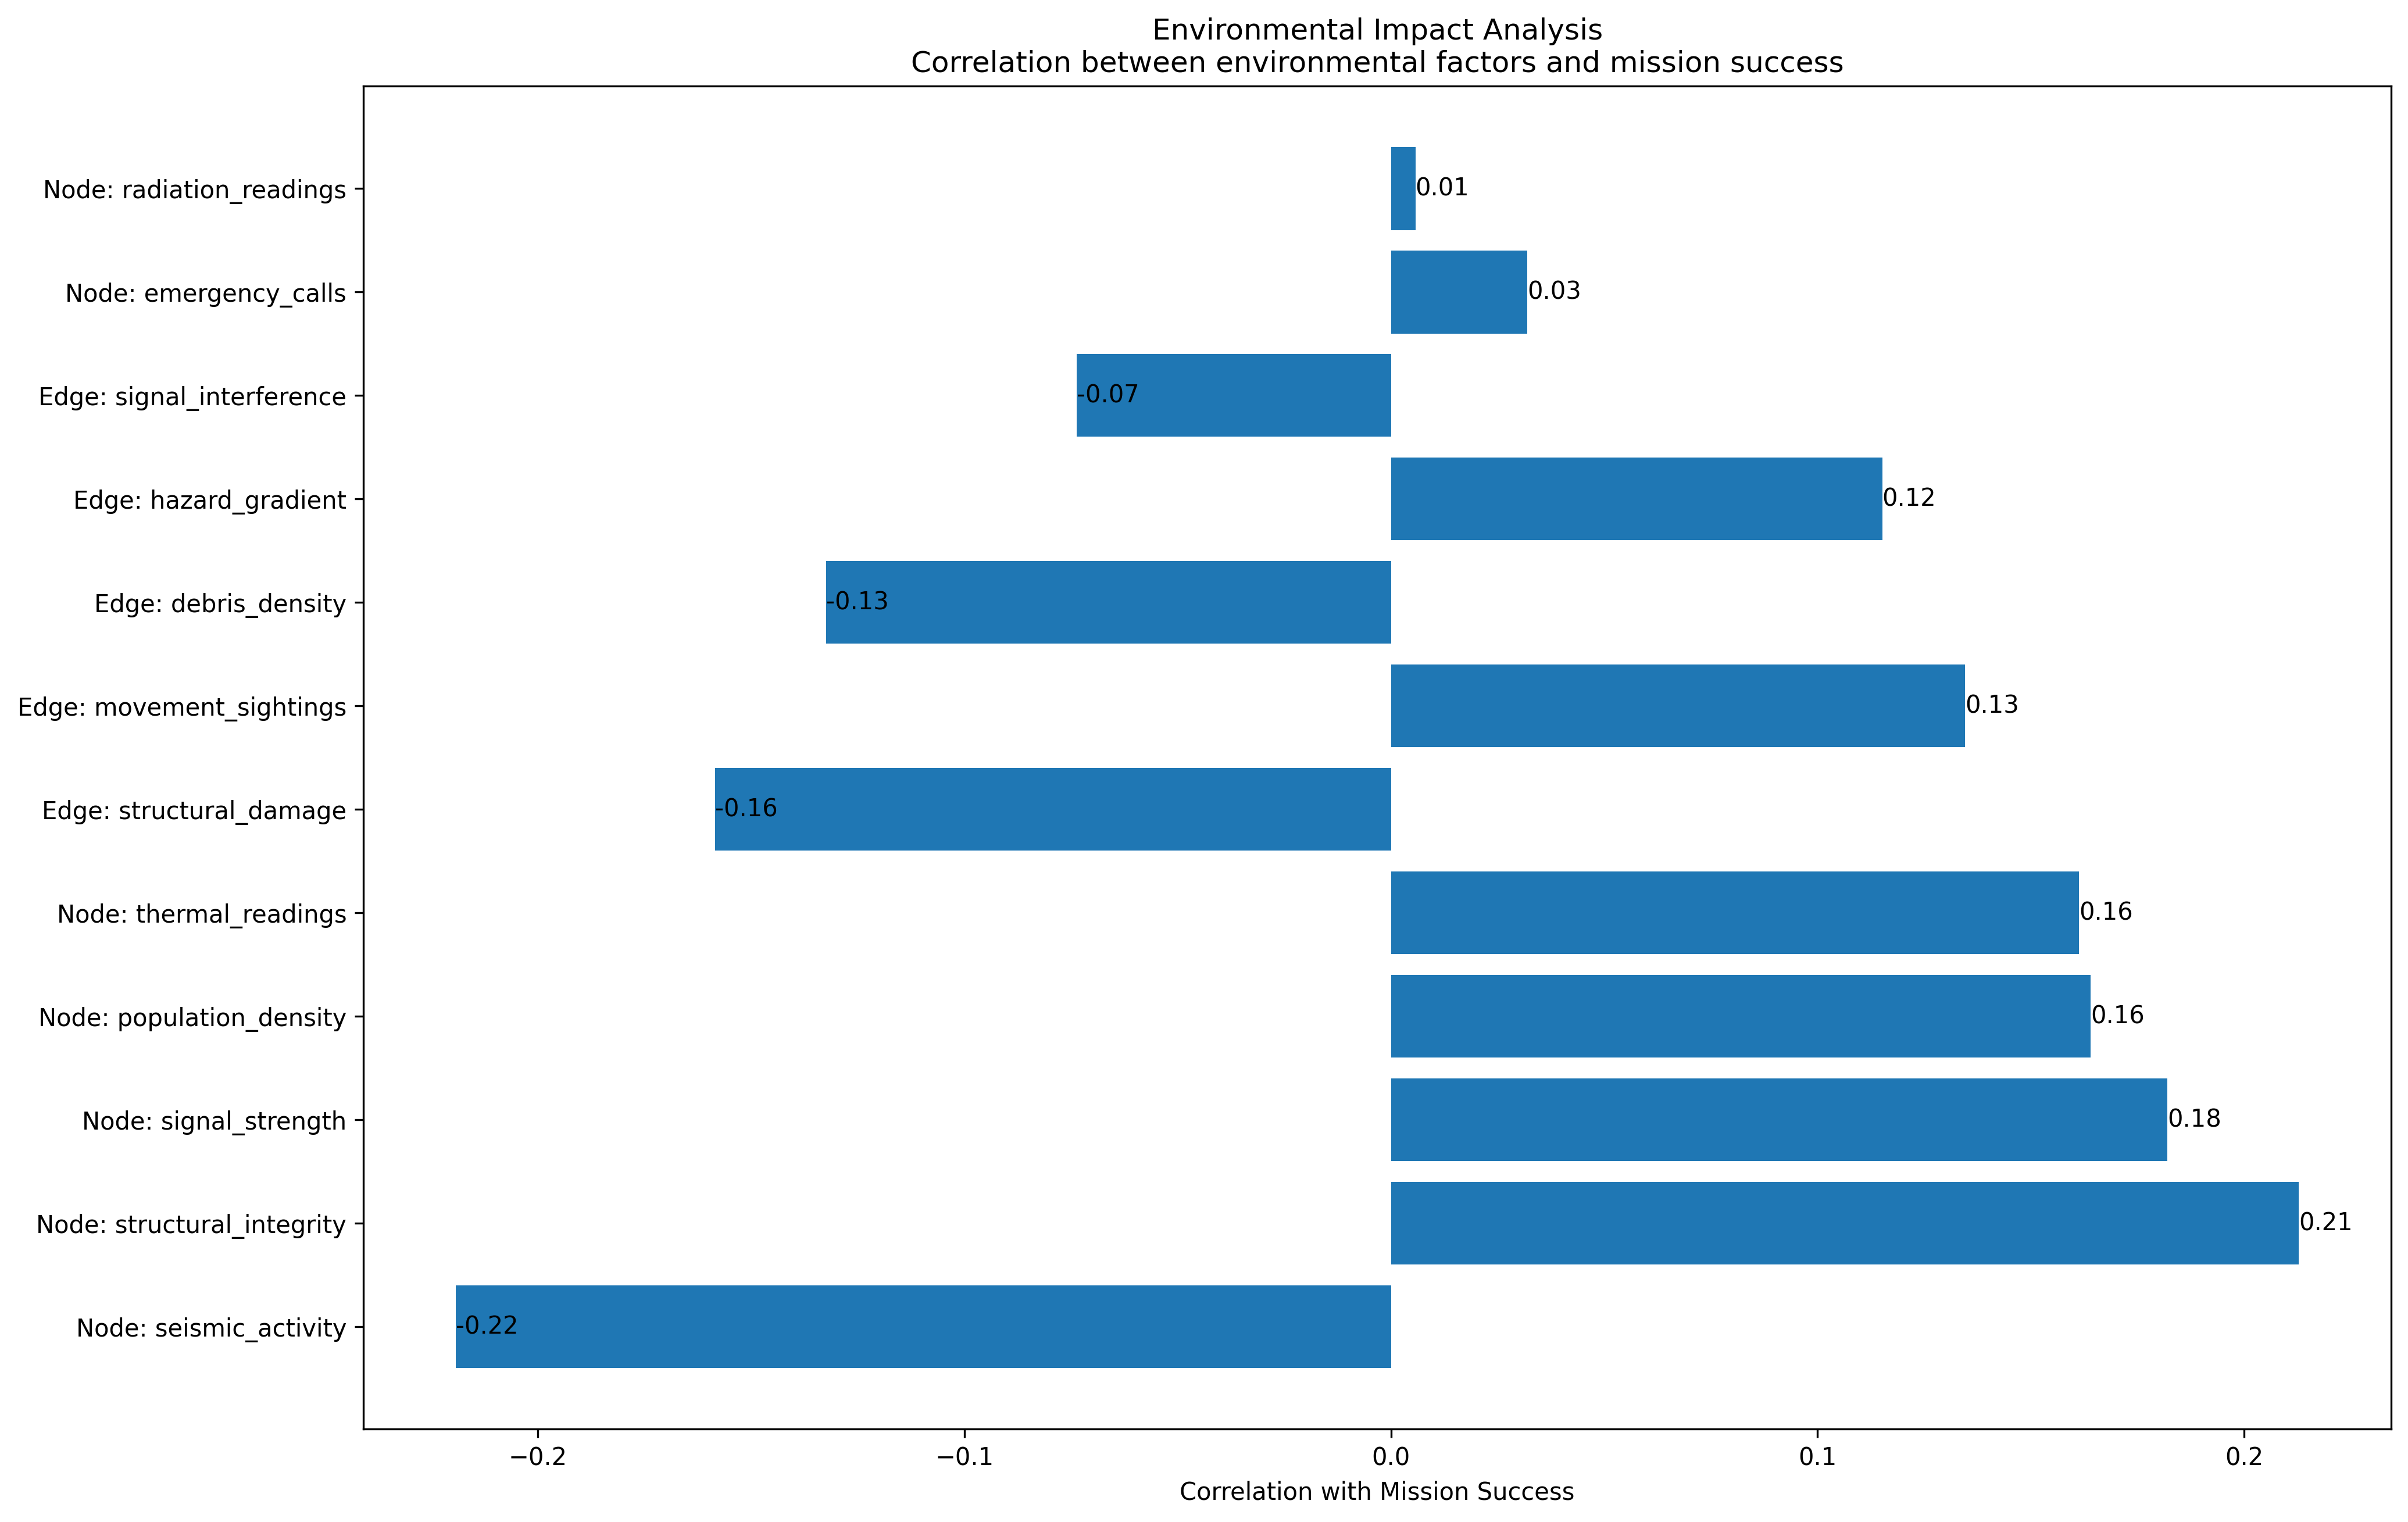 Environmental Impact Analysis
Correlation between environmental factors and mission success
Node: radiation_readings
0.01
Node: emergency_calls
0.03
Edge: signal_interference
-0.07
Edge: hazard_gradient
0.12
Edge: debris_density
-0.13
Edge: movement_sightings
0.13
Edge: structural_damage
-0.16
Node: thermal_readings
0.16
Node: population_density
0.16
Node: signal_strength
0.18
Node: structural_integrity
0.21
Node: seismic_activity
-0.22
−0.2
−0.1
0.0
0.1
0.2
Correlation with Mission Success